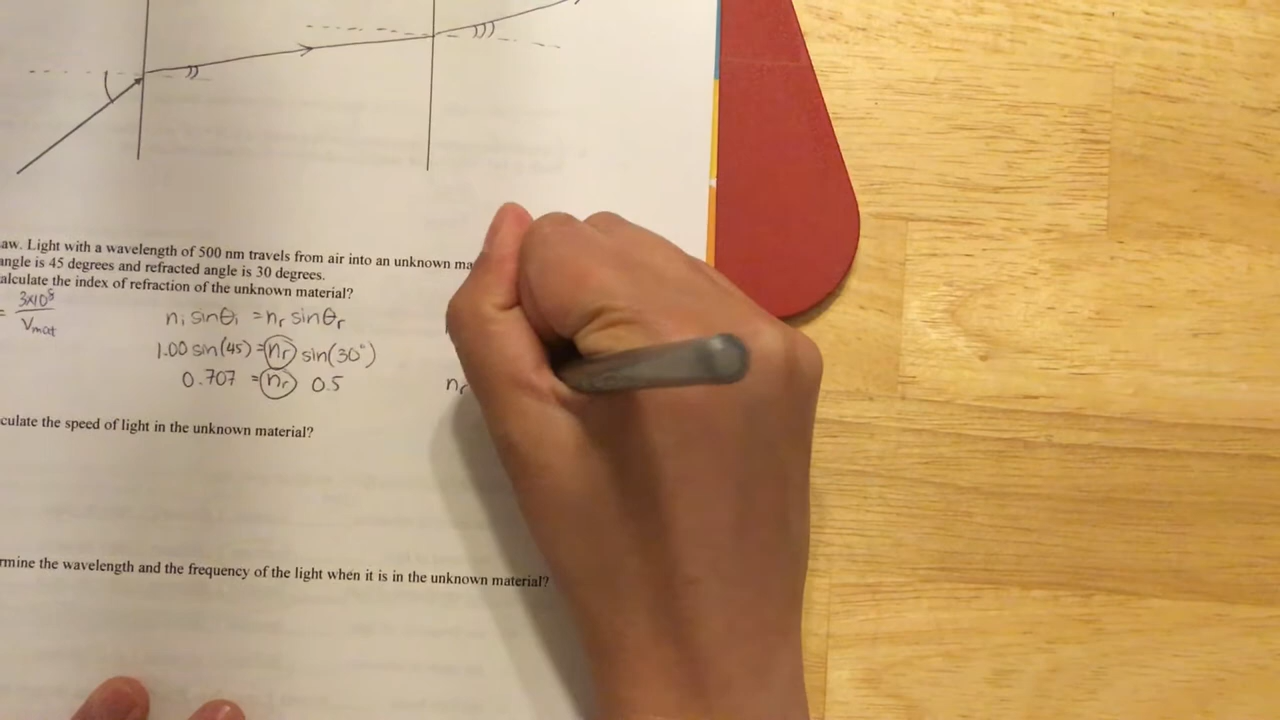 aw. Light with a wavelength of 500 nm travels from air into an unknown ma
angle is 45 degrees and refracted angle is 30 degrees.
alculate the index of refraction of the unknown material?
= 3x10⁸ / Vmat
nᵢ sinθᵢ = nᵣ sinθᵣ
1.00 sin(45) = nᵣ sin(30°)
0.707 = nᵣ 0.5
nᵣ
culate the speed of light in the unknown material?
rmine the wavelength and the frequency of the light when it is in the unknown material?